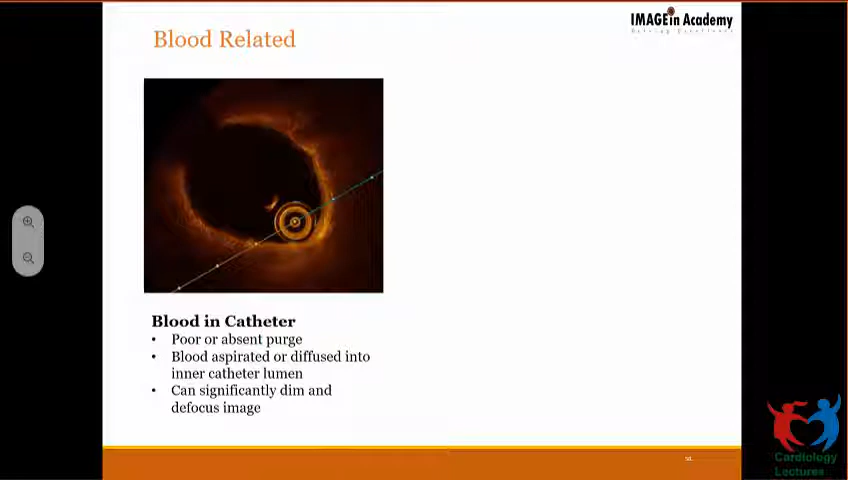 IMAGEin Academy
Blood Related
Blood in Catheter
• Poor or absent purge
• Blood aspirated or diffused into
inner catheter lumen
• Can significantly dim and
defocus image
Cardiology
Lectures